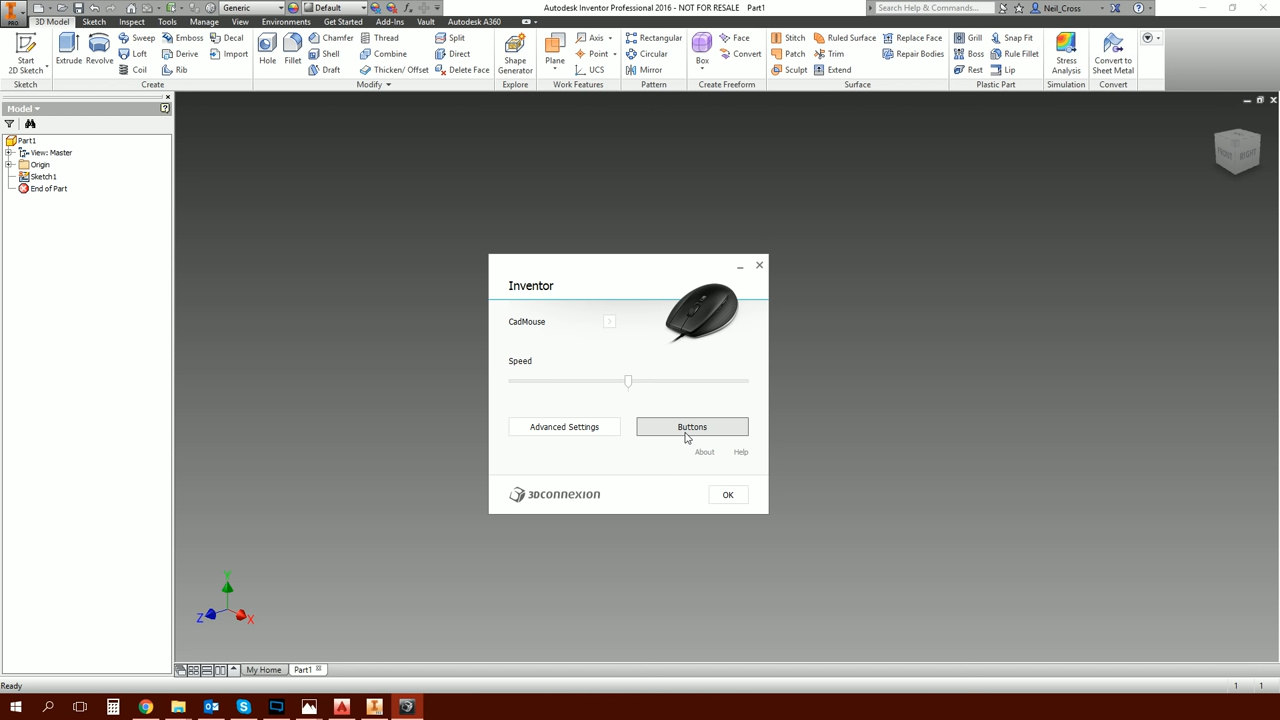 Generic
Default
Autodesk Inventor Professional 2016 - NOT FOR RESALE Part1
Search Help & Commands...
Neil_Cross
PRO
3D Model Sketch Inspect Tools Manage View Environments Get Started Add-Ins Vault Autodesk A360
Start
2D Sketch
Extrude
Revolve
Sweep
Emboss
Decal
Loft
Derive
Import
Coil
Rib
Hole
Fillet
Chamfer
Thread
Split
Shell
Combine
Direct
Draft
Thicken/ Offset
Delete Face
Shape
Generator
Plane
Axis
Point
UCS
Rectangular
Circular
Mirror
Box
Face
Convert
Stitch
Ruled Surface
Replace Face
Patch
Trim
Repair Bodies
Sculpt
Extend
Grill
Snap Fit
Boss
Rule Fillet
Rest
Lip
Stress
Analysis
Convert to
Sheet Metal
Sketch Create Modify Explore Work Features Pattern Create Freeform Surface Plastic Part Simulation Convert
Model
Part1
View: Master
Origin
Sketch1
End of Part
FRONT
RIGHT
Inventor
CadMouse
Speed
Advanced Settings
Buttons
About
Help
3DCONNEXION
OK
Y
Z
X
My Home
Part1
Ready
1 1